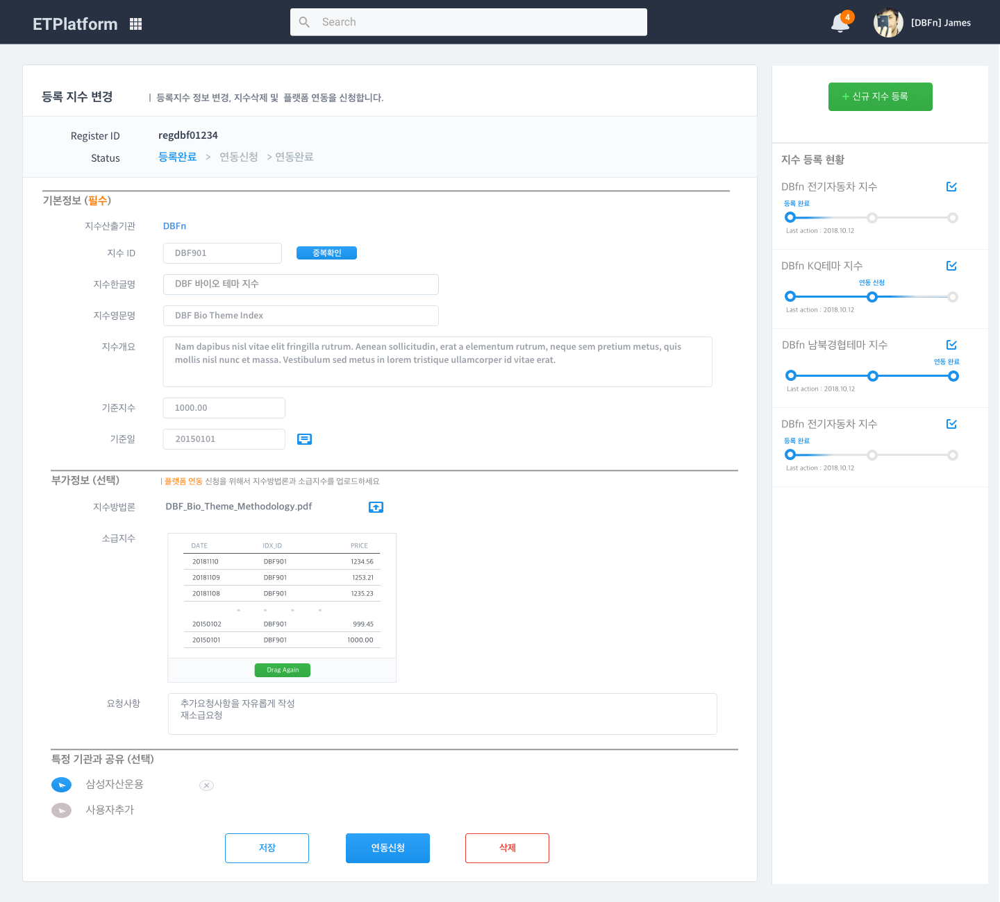 ETPlatform
Search
4
[DBFn] James
등록 지수 변경
| 등록지수 정보 변경, 지수삭제 및 플랫폼 연동을 신청합니다.
Register ID
regdbf01234
Status
등록완료 > 연동신청 > 연동완료
기본정보 (필수)
지수산출기관
DBFn
지수 ID
DBF901
중복확인
지수한글명
DBF 바이오 테마 지수
지수영문명
DBF Bio Theme Index
지수개요
Nam dapibus nisl vitae elit fringilla rutrum. Aenean sollicitudin, erat a elementum rutrum, neque sem pretium metus, quis
mollis nisl nunc et massa. Vestibulum sed metus in lorem tristique ullamcorper id vitae erat.
기준지수
1000.00
기준일
20150101
부가정보 (선택)
| 플랫폼 연동 신청을 위해서 지수방법론과 소급지수를 업로드하세요
지수방법론
DBF_Bio_Theme_Methodology.pdf
소급지수
DATE IDX_ID PRICE
20181110 DBF901 1234.56
20181109 DBF901 1253.21
20181108 DBF901 1235.23
20150102 DBF901 999.45
20150101 DBF901 1000.00
Drag Again
요청사항
추가요청사항을 자유롭게 작성
재소급요청
특정 기관과 공유 (선택)
삼성자산운용
사용자추가
저장
연동신청
삭제
+ 신규 지수 등록
지수 등록 현황
DBfn 전기자동차 지수
등록 완료
Last action : 2018.10.12
DBfn KQ테마 지수
연동 신청
Last action : 2018.10.12
DBfn 남북경협테마 지수
연동 완료
Last action : 2018.10.12
DBfn 전기자동차 지수
등록 완료
Last action : 2018.10.12